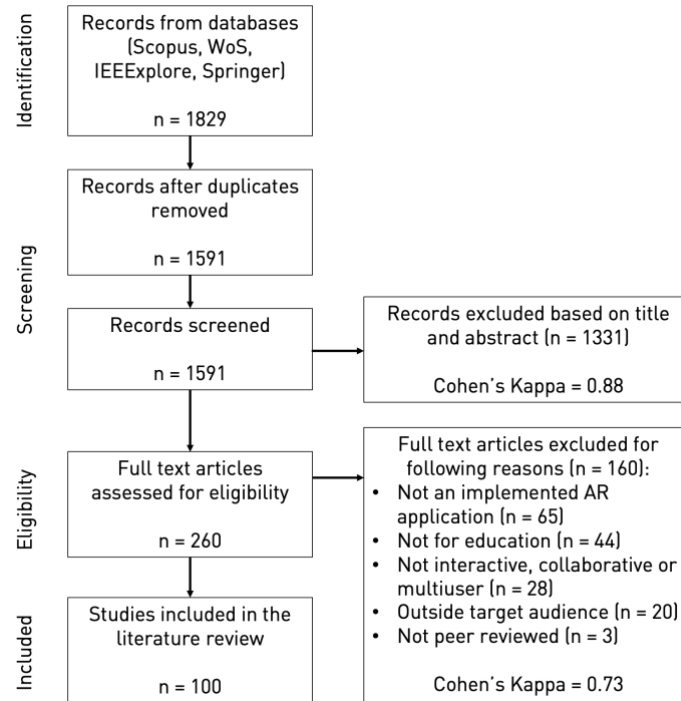 Identification
Records from databases
(Scopus, WoS,
IEEExplore, Springer)
n = 1829
Screening
Records after duplicates
removed
n = 1591
Records screened
n = 1591
Records excluded based on title
and abstract (n = 1331)
Cohen's Kappa = 0.88
Eligibility
Full text articles
assessed for eligibility
n = 260
Full text articles excluded for
following reasons (n = 160):
• Not an implemented AR
application (n = 65)
• Not for education (n = 44)
• Not interactive, collaborative or
multiuser (n = 28)
• Outside target audience (n = 20)
• Not peer reviewed (n = 3)
Cohen's Kappa = 0.73
Included
Studies included in the
literature review
n = 100